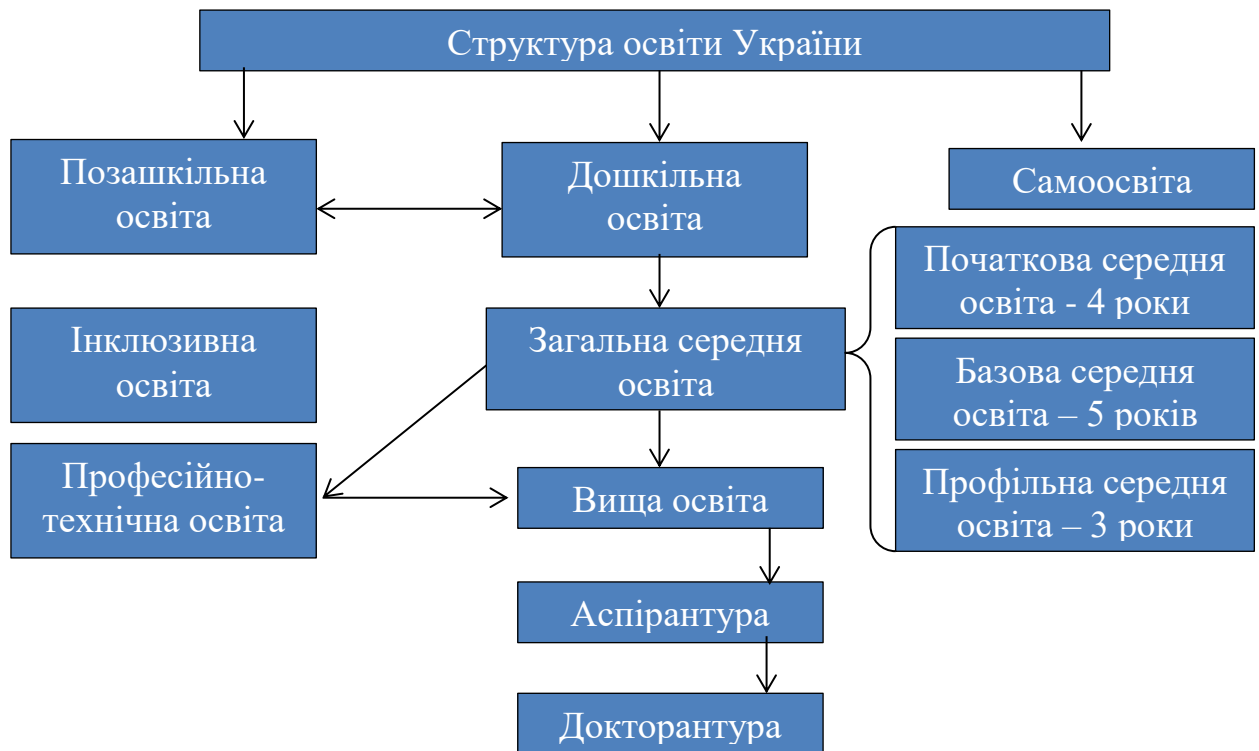 Структура освіти України
Позашкільна
освіта
Дошкільна
освіта
Самоосвіта
Початкова середня
освіта - 4 роки
Інклюзивна
освіта
Загальна середня
освіта
Базова середня
освіта – 5 років
Професійно-
технічна освіта
Вища освіта
Профільна середня
освіта – 3 роки
Аспірантура
Докторантура